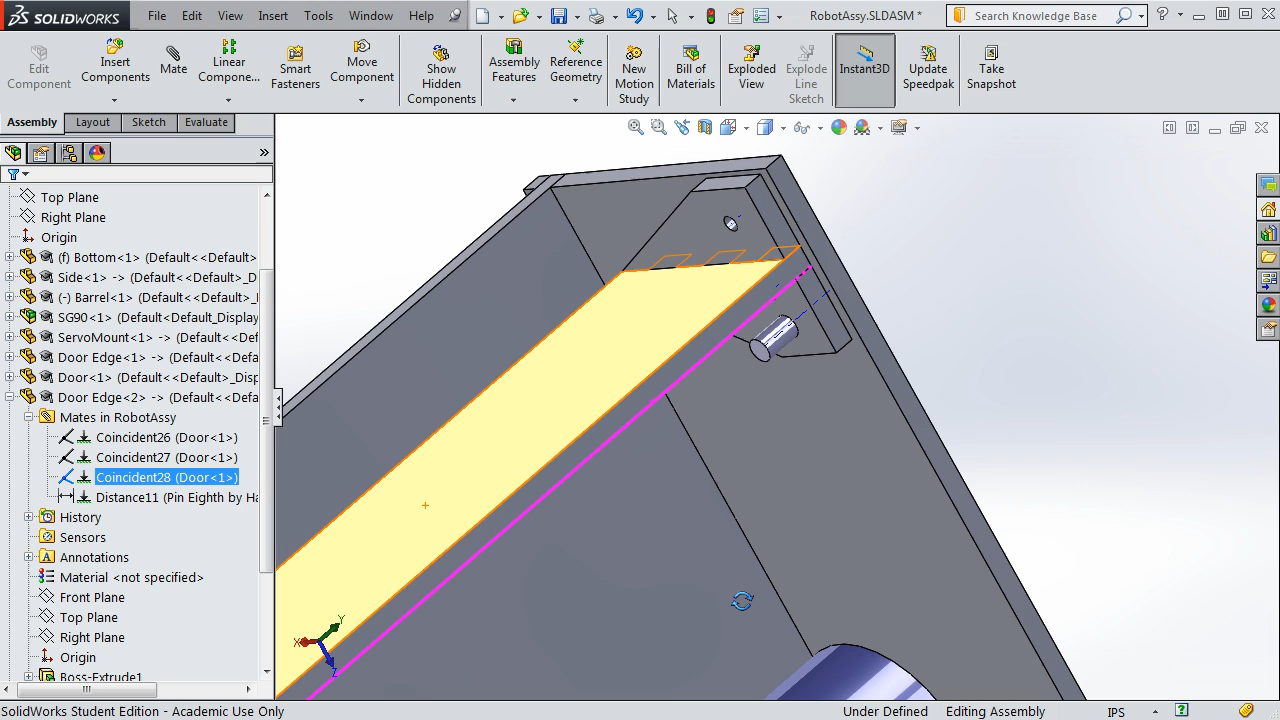 SOLIDWORKS File Edit View Insert Tools Window Help RobotAssy.SLDASM * Search Knowledge Base
Edit Component
Insert Components
Mate
Linear Compone...
Smart Fasteners
Move Component
Show Hidden Components
Assembly Features
Reference Geometry
New Motion Study
Bill of Materials
Exploded View
Explode Line Sketch
Instant3D
Update Speedpak
Take Snapshot
Assembly Layout Sketch Evaluate
Top Plane
Right Plane
Origin
(f) Bottom<1> (Default<<Default>
Side<1> -> (Default<<Default>_D
(-) Barrel<1> (Default<<Default>_
SG90<1> (Default<Default_Display
ServoMount<1> -> (Default<<Def
Door Edge<1> -> (Default<<Defa
Door<1> (Default<<Default>_Disp
Door Edge<2> -> (Default<<Defa
Mates in RobotAssy
Coincident26 (Door<1>)
Coincident27 (Door<1>)
Coincident28 (Door<1>)
Distance11 (Pin Eighth by Ha
History
Sensors
Annotations
Material <not specified>
Front Plane
Top Plane
Right Plane
Origin
Boss-Extrude1
X Y Z
SolidWorks Student Edition - Academic Use Only Under Defined Editing Assembly IPS